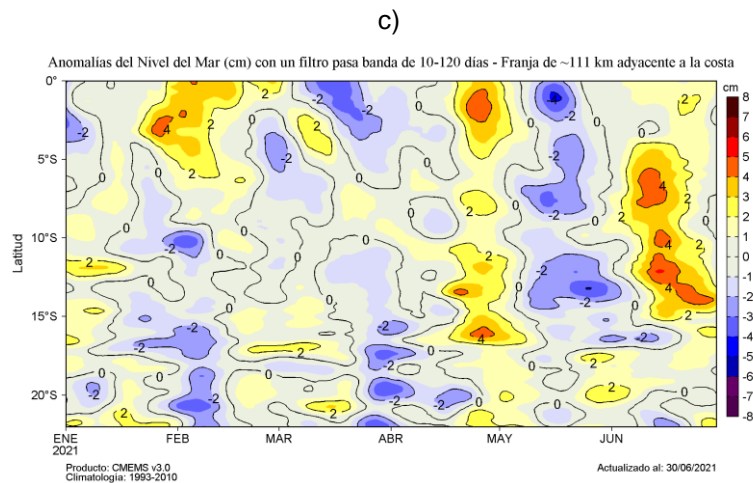 c)
Anomalías del Nivel del Mar (cm) con un filtro pasa banda de 10-120 días - Franja de ~111 km adyacente a la costa
cm
0°
5°S
10°S
15°S
20°S
Latitud
ENE
2021
FEB
MAR
ABR
MAY
JUN
8
7
6
5
4
3
2
1
0
-1
-2
-3
-4
-5
-6
-7
-8
Producto: CMEMS v3.0
Climatología: 1993-2010
Actualizado al: 30/06/2021